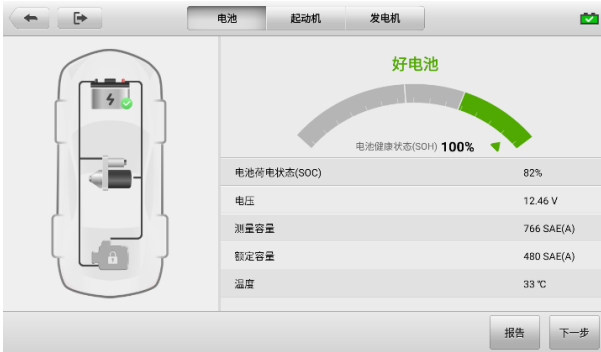 电池 起动机 发电机
好电池
电池健康状态(SOH) 100%
电池荷电状态(SOC) 82%
电压 12.46 V
测量容量 766 SAE(A)
额定容量 480 SAE(A)
温度 33 ℃
报告 下一步